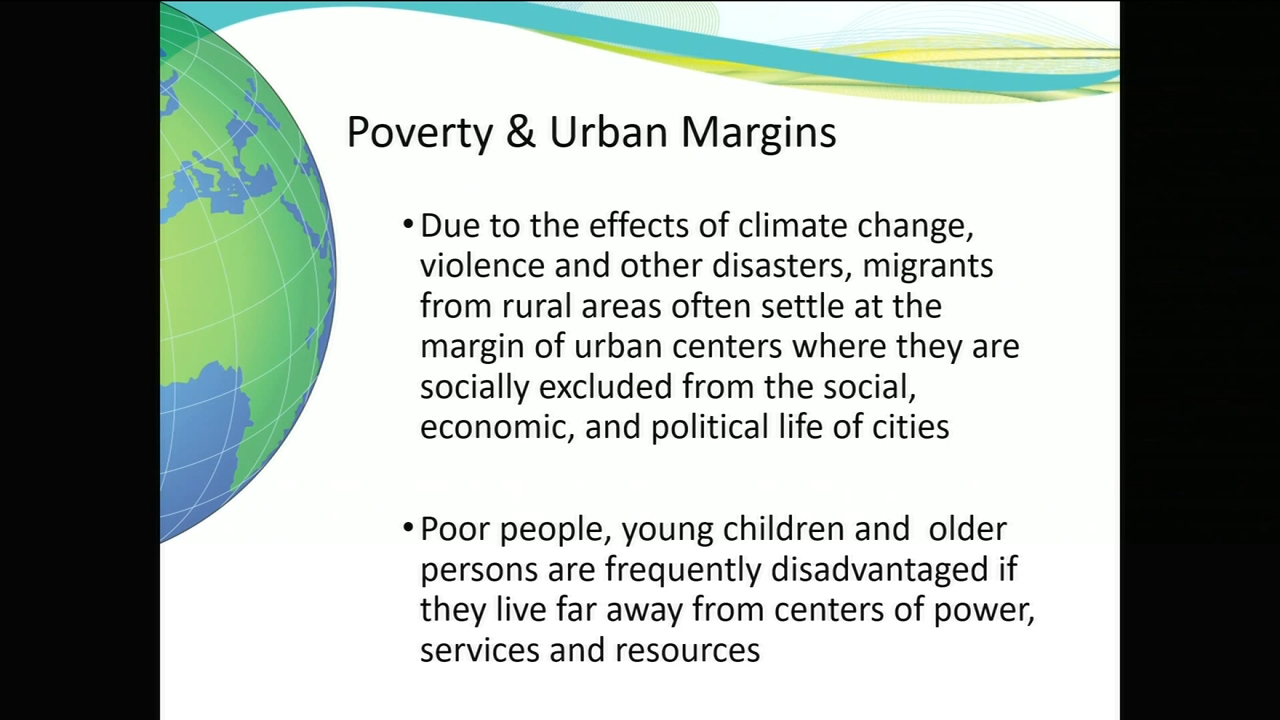 Poverty & Urban Margins
•Due to the effects of climate change,
violence and other disasters, migrants
from rural areas often settle at the
margin of urban centers where they are
socially excluded from the social,
economic, and political life of cities
•Poor people, young children and  older
persons are frequently disadvantaged if
they live far away from centers of power,
services and resources